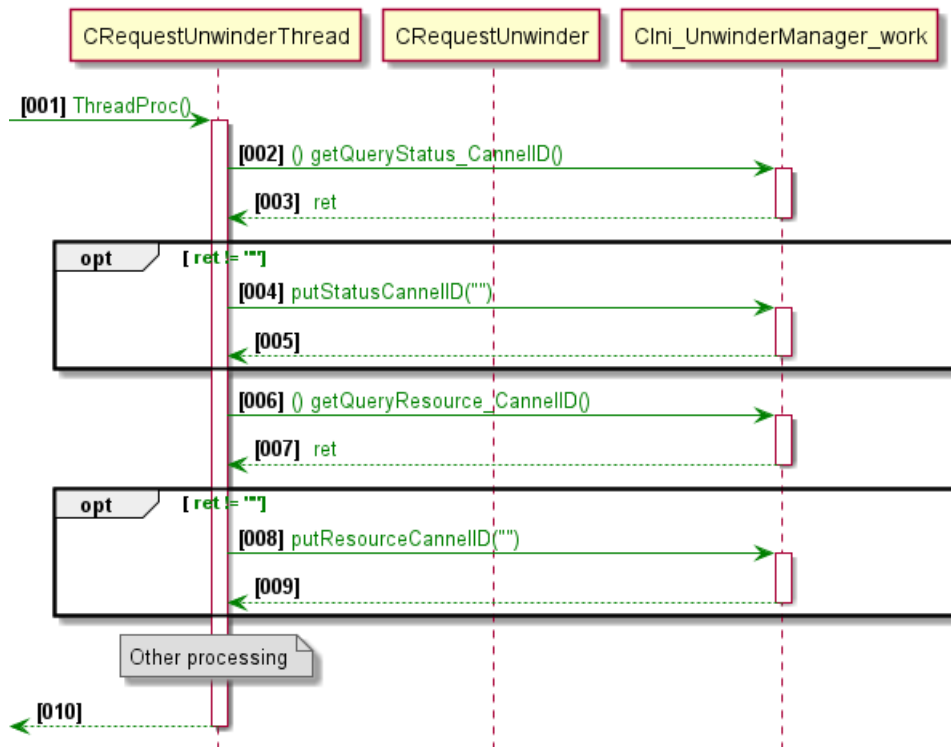 CRequestUnwinderThread CRequestUnwinder CIni_UnwinderManager_work
[001] ThreadProc()
[002] () getQueryStatus_CannelID()
[003] ret
opt [ ret != ""]
[004] putStatusCannelID("")
[005]
[006] () getQueryResource_CannelID()
[007] ret
opt [ ret != ""]
[008] putResourceCannelID("")
[009]
Other processing
[010]